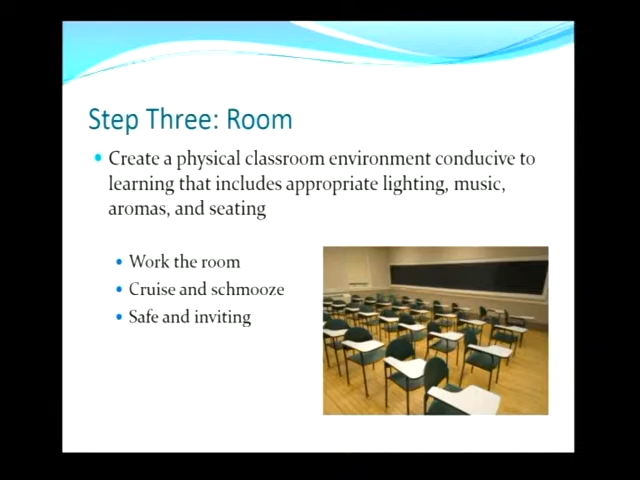 Step Three: Room
• Create a physical classroom environment conducive to
learning that includes appropriate lighting, music,
aromas, and seating
• Work the room
• Cruise and schmooze
• Safe and inviting